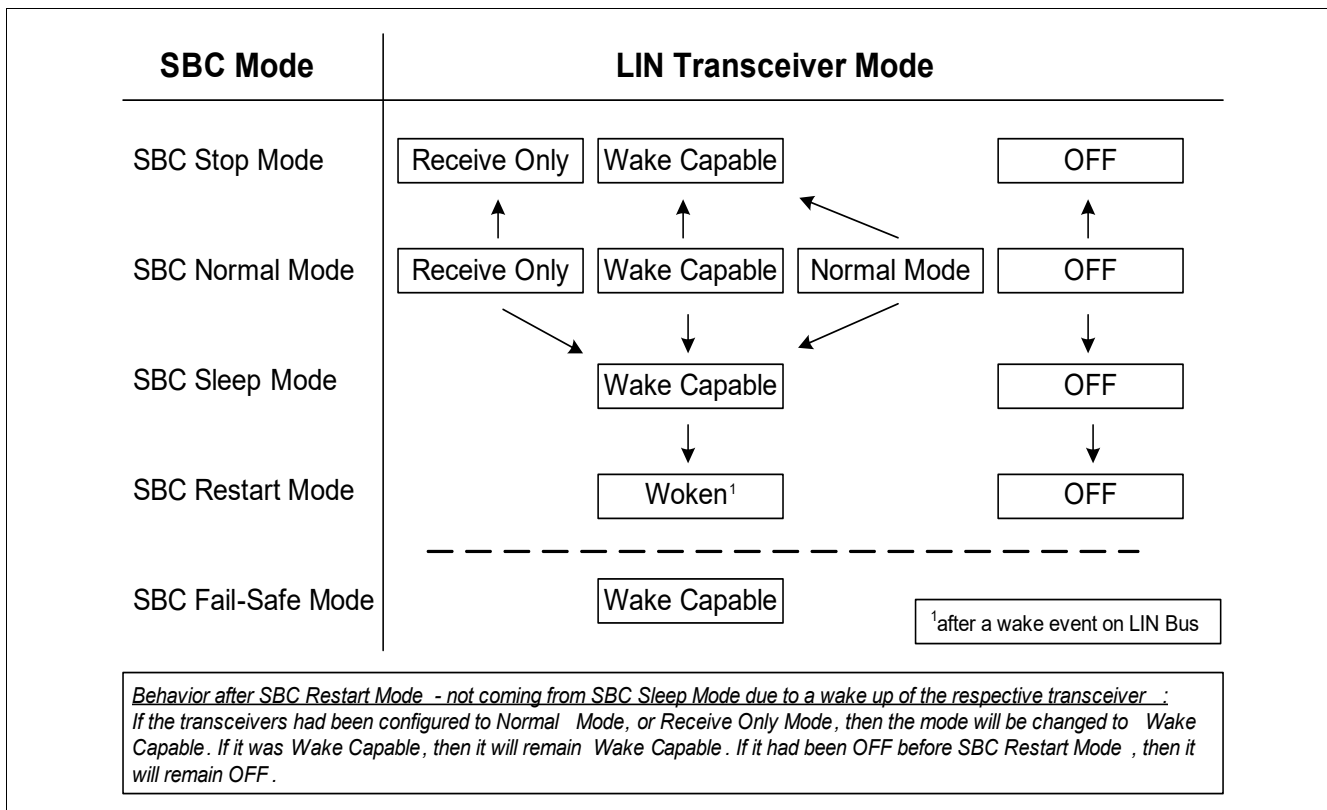 SBC Mode LIN Transceiver Mode
SBC Stop Mode Receive Only Wake Capable OFF
SBC Normal Mode Receive Only Wake Capable Normal Mode OFF
SBC Sleep Mode Wake Capable OFF
SBC Restart Mode Woken¹ OFF
SBC Fail-Safe Mode Wake Capable
¹after a wake event on LIN Bus
Behavior after SBC Restart Mode - not coming from SBC Sleep Mode due to a wake up of the respective transceiver :
If the transceivers had been configured to Normal Mode, or Receive Only Mode, then the mode will be changed to Wake
Capable. If it was Wake Capable, then it will remain Wake Capable. If it had been OFF before SBC Restart Mode, then it
will remain OFF.